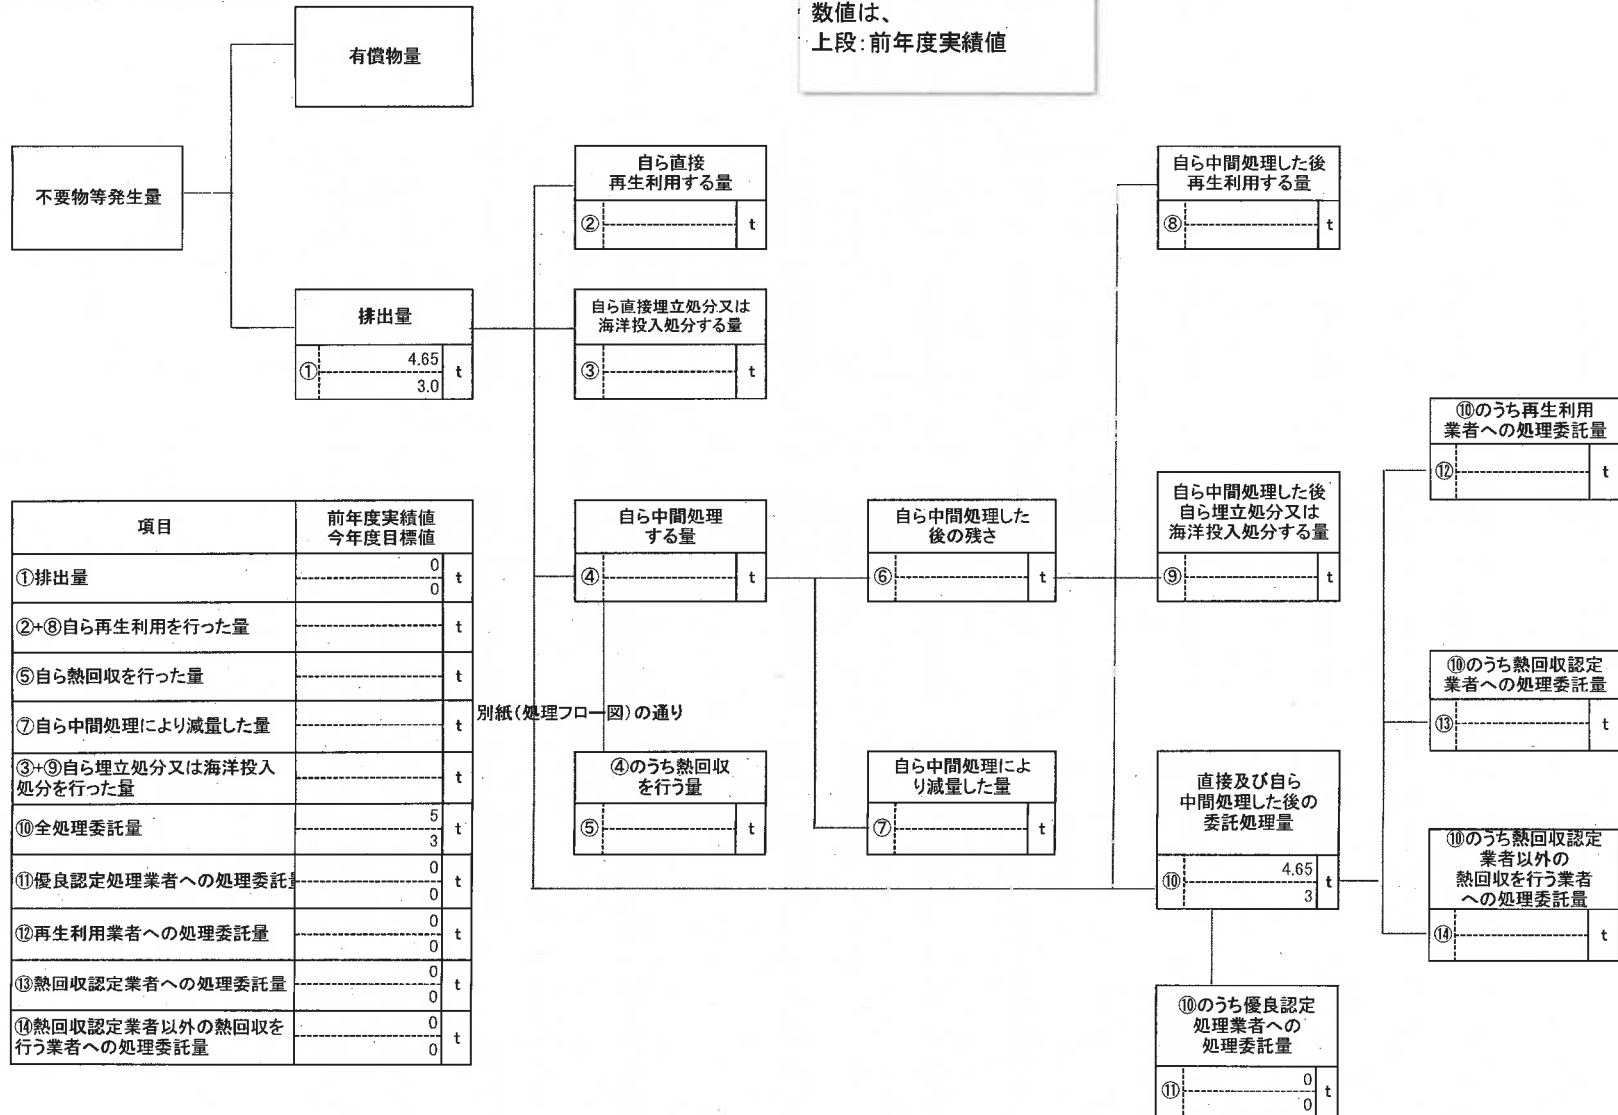 数値は、
上段：前年度実績値
有償物量
不要物等発生量
排出量
①
4.65
3.0
t
自ら直接
再生利用する量
②
t
自ら直接埋立処分又は
海洋投入処分する量
③
t
自ら中間処理
する量
④
t
④のうち熱回収
を行う量
⑤
t
自ら中間処理した
後の残さ
⑥
t
自ら中間処理によ
り減量した量
⑦
t
自ら中間処理した後
再生利用する量
⑧
t
自ら中間処理した後
自ら埋立処分又は
海洋投入処分する量
⑨
t
直接及び自ら
中間処理した後の
委託処理量
⑩
4.65
3
t
⑩のうち優良認定
処理業者への
処理委託量
⑪
0
0
t
⑩のうち再生利用
業者への処理委託量
⑫
t
⑩のうち熱回収認定
業者への処理委託量
⑬
t
⑩のうち熱回収認定
業者以外の
熱回収を行う業者
への処理委託量
⑭
t
別紙（処理フロー図）の通り
項目
前年度実績値
今年度目標値
①排出量
0
0
t
②+⑧自ら再生利用を行った量
t
⑤自ら熱回収を行った量
t
⑦自ら中間処理により減量した量
t
③+⑨自ら埋立処分又は海洋投入
処分を行った量
t
⑩全処理委託量
5
3
t
⑪優良認定処理業者への処理委託
0
0
t
⑫再生利用業者への処理委託量
0
0
t
⑬熱回収認定業者への処理委託量
0
0
t
⑭熱回収認定業者以外の熱回収を
行う業者への処理委託量
0
0
t